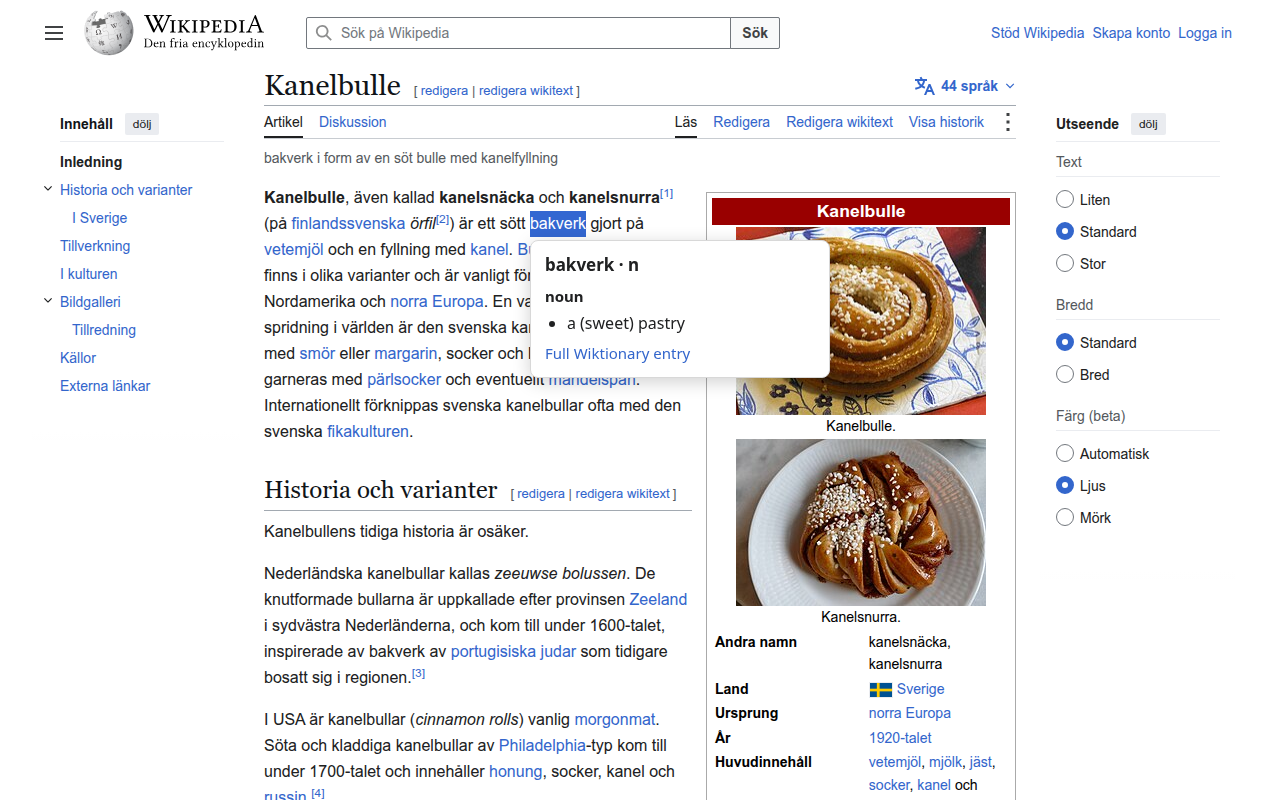 WIKIPEDIA
Den fria encyklopedin
Sök på Wikipedia
Sök
Stöd Wikipedia Skapa konto Logga in
Innehåll dölj
Inledning
Historia och varianter
I Sverige
Tillverkning
I kulturen
Bildgalleri
Tillredning
Källor
Externa länkar
Kanelbulle [ redigera | redigera wikitext ]
44 språk
Artikel Diskussion Läs Redigera Redigera wikitext Visa historik
bakverk i form av en söt bulle med kanelfyllning
Kanelbulle, även kallad kanelsnäcka och kanelsnurra[1]
(på finlandssvenska örfil[2]) är ett sött bakverk gjort på
vetemjöl och en fyllning med kanel.
finns i olika varianter och är vanligt
Nordamerika och norra Europa. En
spridning i världen är den svenska
med smör eller margarin, socker och
garneras med pärlsocker och eventuellt mandelspån.
Internationellt förknippas svenska kanelbullar ofta med den
svenska fikakulturen.
bakverk · n
noun
• a (sweet) pastry
Full Wiktionary entry
Historia och varianter [ redigera | redigera wikitext ]
Kanelbullens tidiga historia är osäker.
Nederländska kanelbullar kallas zeeuwse bolussen. De
knutformade bullarna är uppkallade efter provinsen Zeeland
i sydvästra Nederländerna, och kom till under 1600-talet,
inspirerade av bakverk av portugisiska judar som tidigare
bosatt sig i regionen.[3]
I USA är kanelbullar (cinnamon rolls) vanlig morgonmat.
Söta och kladdiga kanelbullar av Philadelphia-typ kom till
under 1700-talet och innehåller honung, socker, kanel och
russin.[4]
Kanelbulle
Kanelbulle.
Kanelsnurra.
Andra namn kanelsnäcka,
kanelsnurra
Land Sverige
Ursprung norra Europa
År 1920-talet
Huvudinnehåll vetemjöl, mjölk, jäst,
socker, kanel och
Utseende dölj
Text
Liten
Standard
Stor
Bredd
Standard
Bred
Färg (beta)
Automatisk
Ljus
Mörk